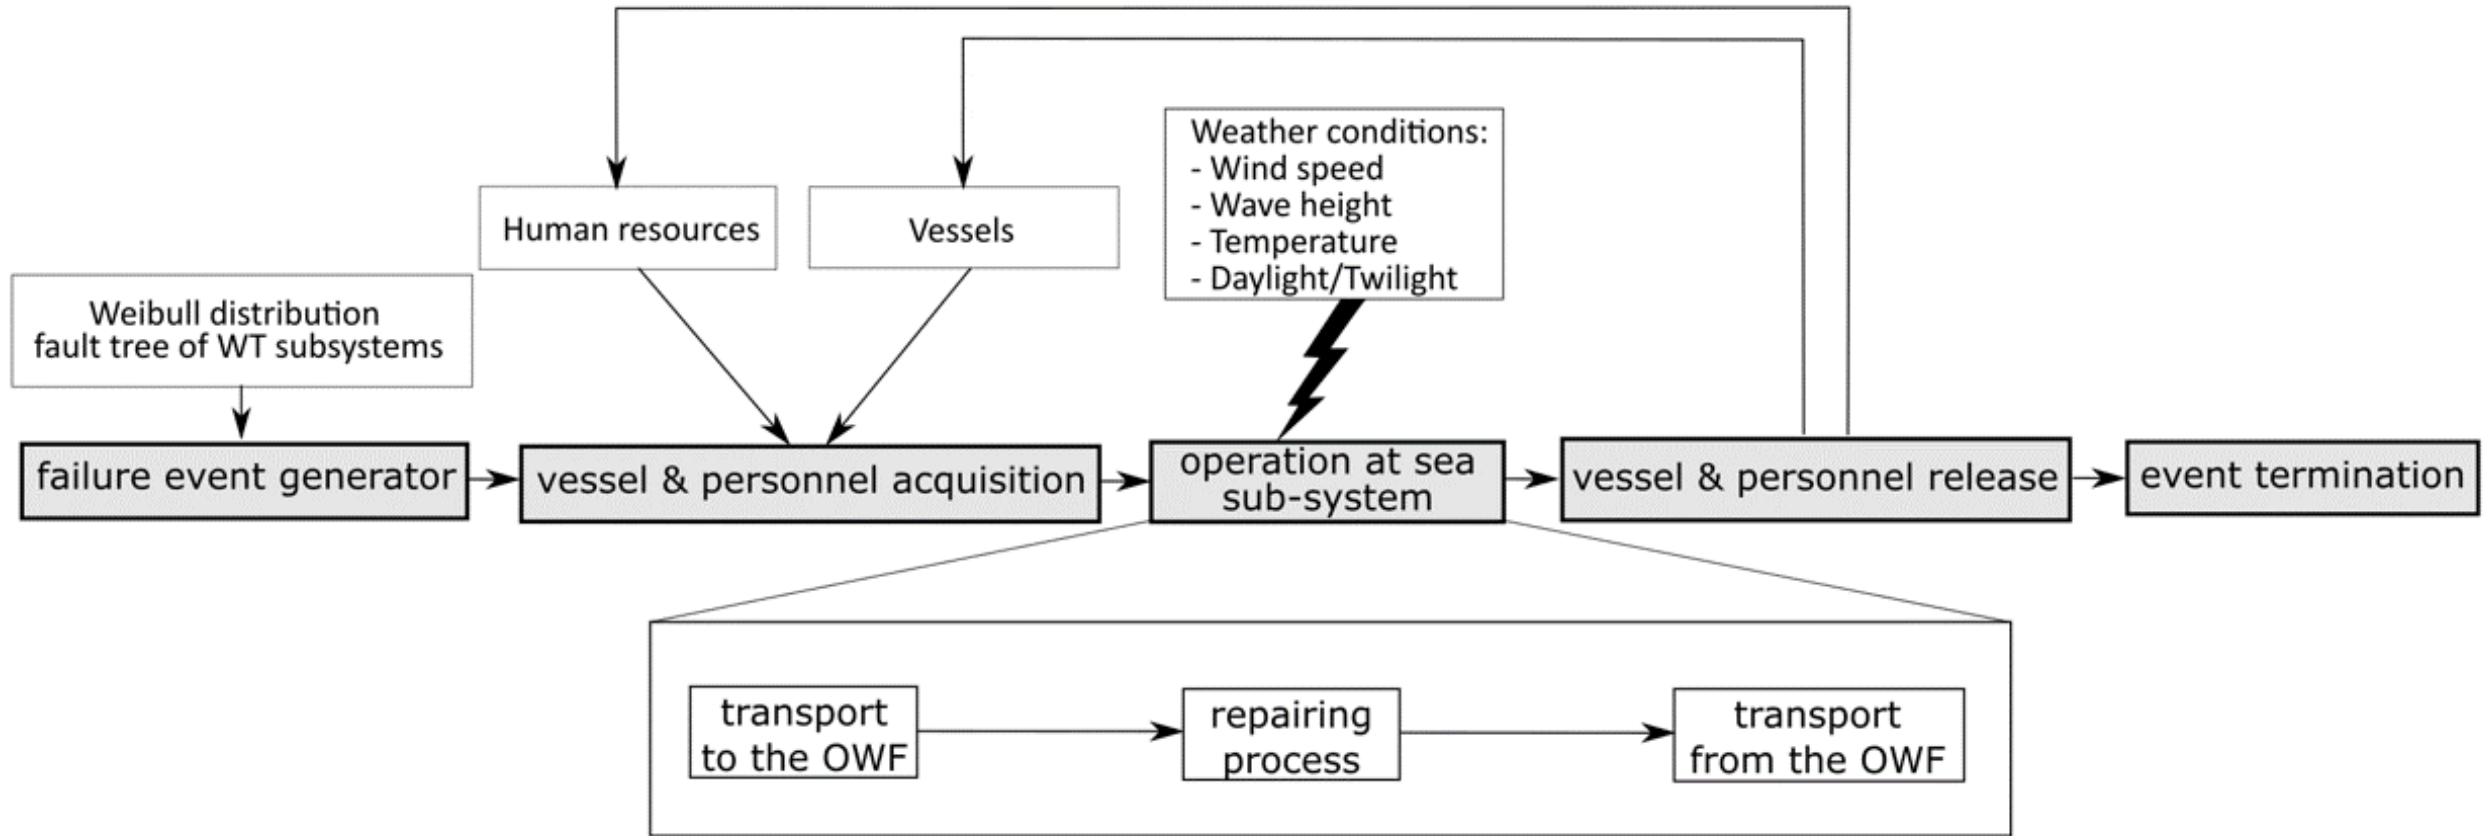 Weather conditions:
- Wind speed
- Wave height
- Temperature
- Daylight/Twilight
Human resources
Vessels
Weibull distribution
fault tree of WT subsystems
failure event generator
vessel & personnel acquisition
operation at sea
sub-system
vessel & personnel release
event termination
transport
to the OWF
repairing
process
transport
from the OWF